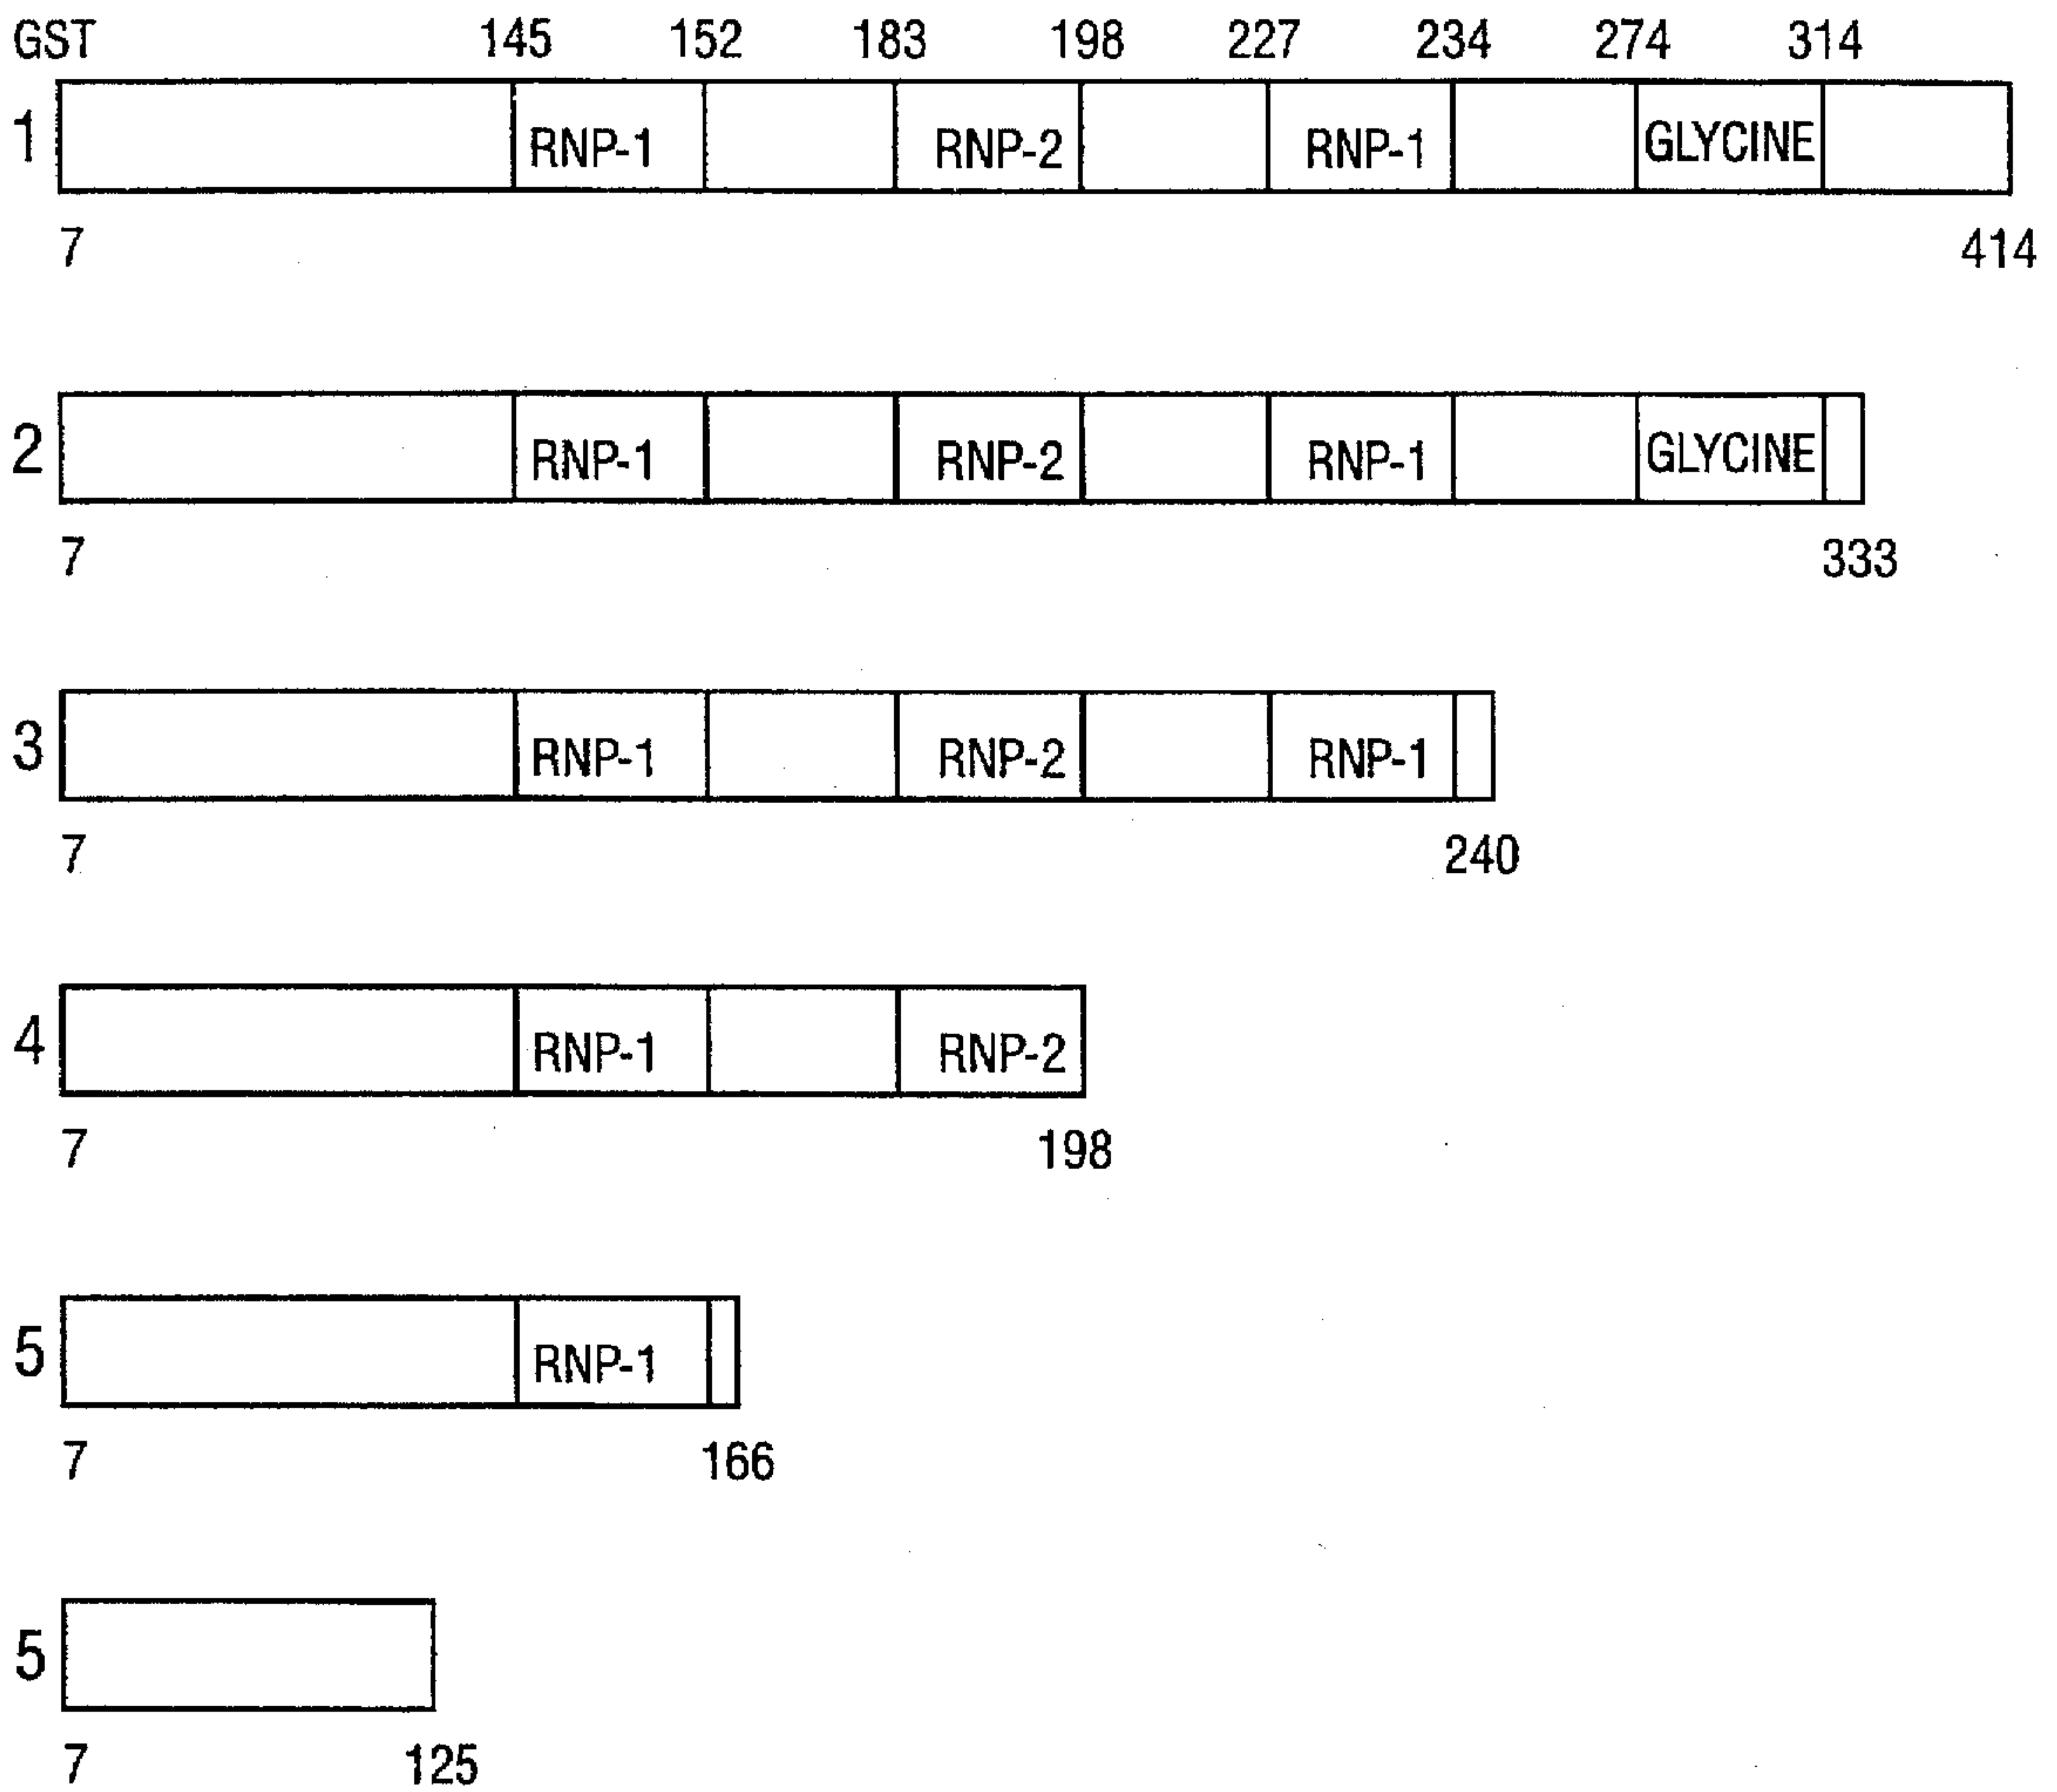 GST 145 152 183 198 227 234 274 314
1 RNP-1 RNP-2 RNP-1 GLYCINE
7 414
2 RNP-1 RNP-2 RNP-1 GLYCINE
7 333
3 RNP-1 RNP-2 RNP-1
7 240
4 RNP-1 RNP-2
7 198
5 RNP-1
7 166
5
7 125